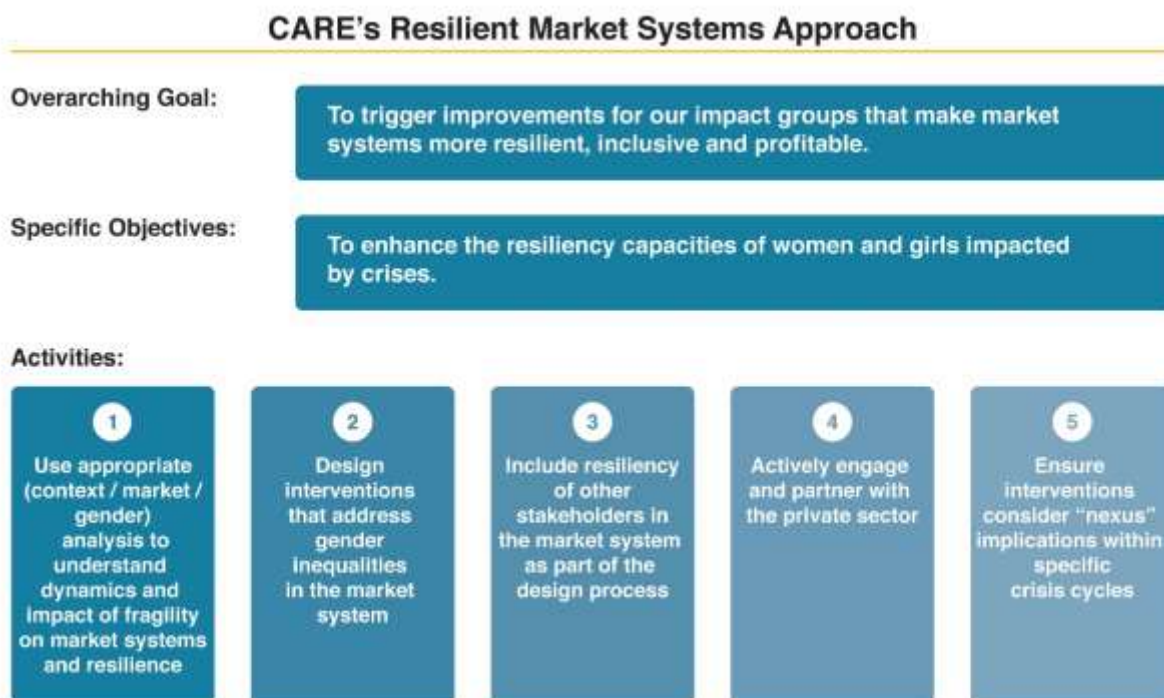 CARE's Resilient Market Systems Approach
Overarching Goal:
To trigger improvements for our impact groups that make market
systems more resilient, inclusive and profitable.
Specific Objectives:
To enhance the resiliency capacities of women and girls impacted
by crises.
Activities:
1
Use appropriate
(context / market /
gender)
analysis to
understand
dynamics and
impact of fragility
on market systems
and resilience
2
Design
interventions
that address
gender
inequalities
in the market
system
3
Include resiliency
of other
stakeholders in
the market system
as part of the
design process
4
Actively engage
and partner with
the private sector
5
Ensure
interventions
consider “nexus”
implications within
specific
crisis cycles